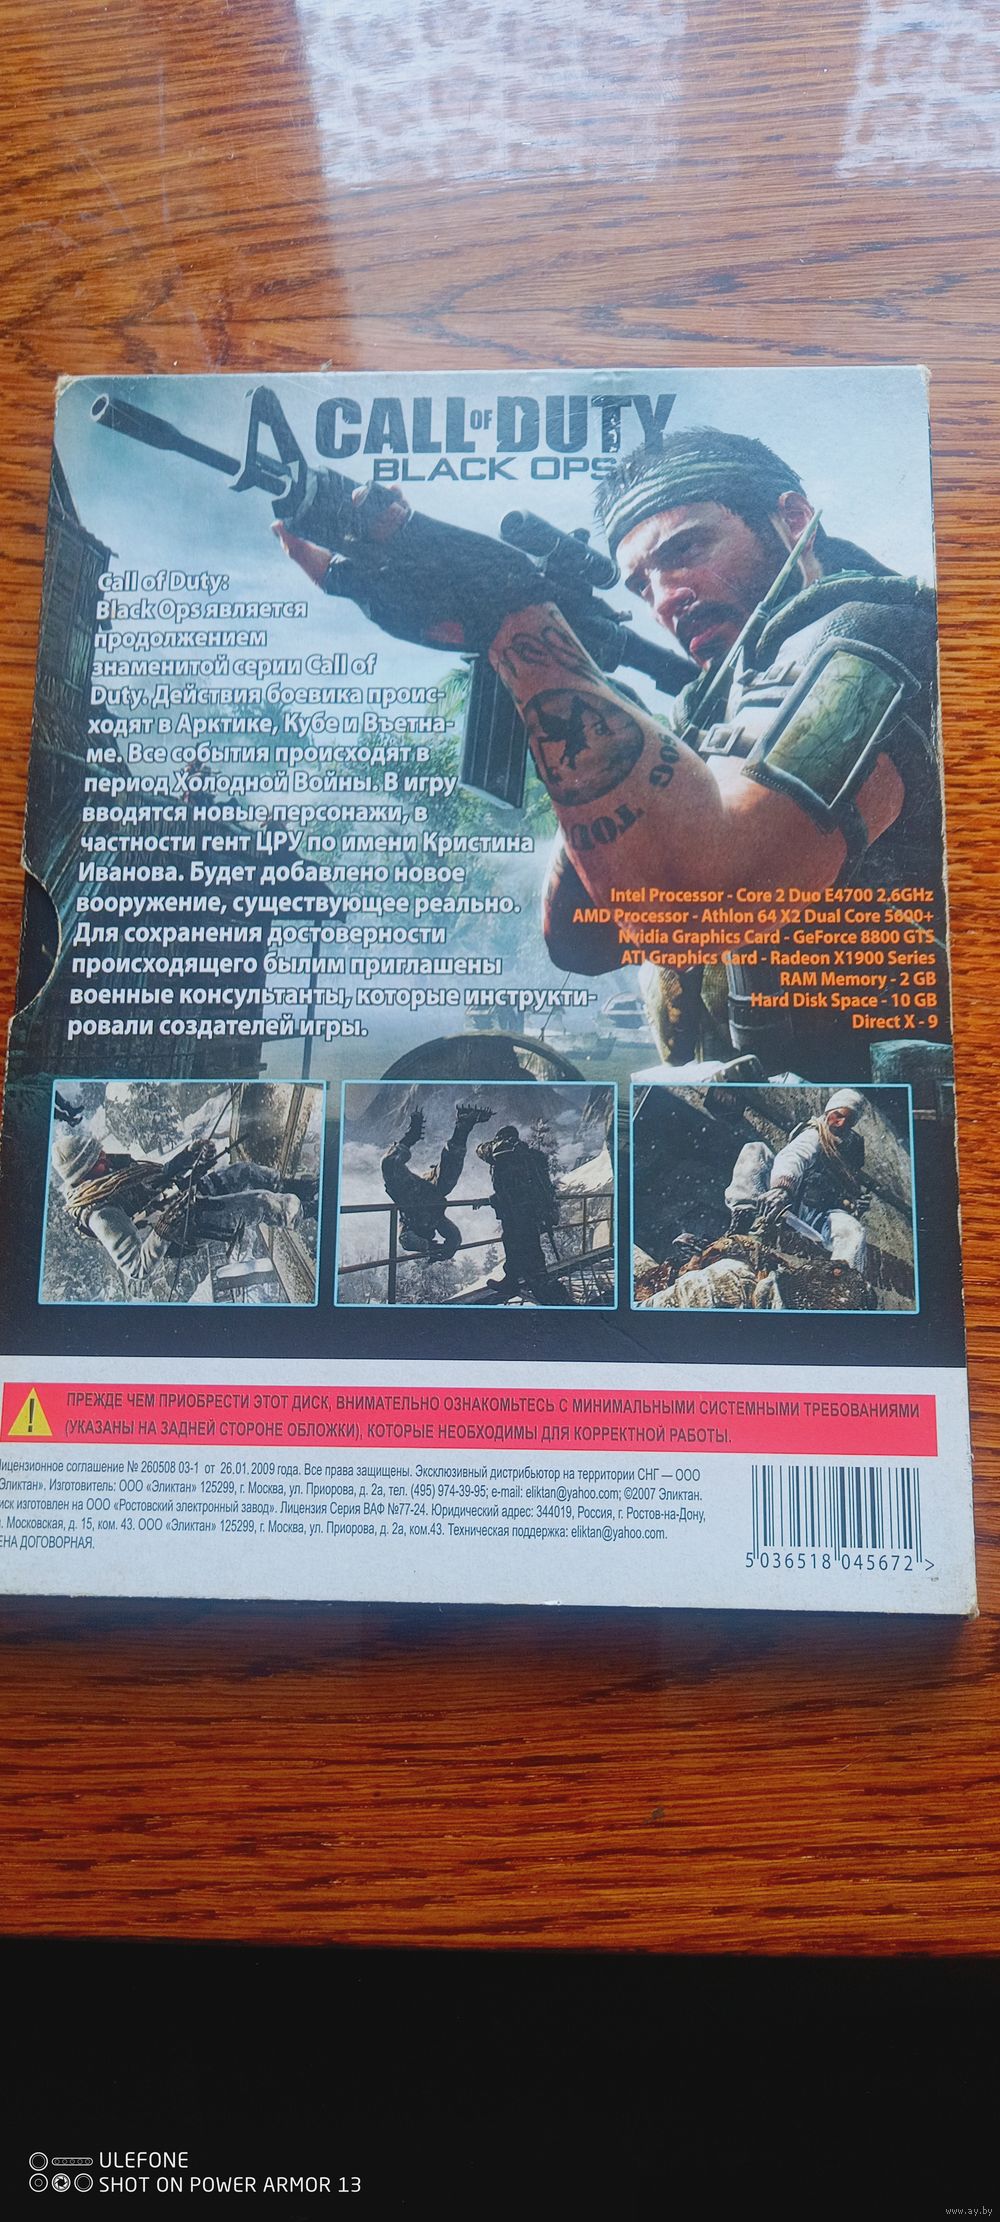 CALL OF DUTY
BLACK OPS
Call of Duty:
Black Ops является
продолжением
знаменитой серии Call of
Duty. Действия боевика проис-
ходят в Арктике, Кубе и Вьетна-
ме. Все события происходят в
период Холодной Войны. В игру
вводятся новые персонажи, в
частности гент ЦРУ по имени Кристина
Иванова. Будет добавлено новое
вооружение, существующее реально.
Для сохранения достоверности
происходящего былим приглашены
военные консультанты, которые инструкти-
ровали создателей игры.
Intel Processor - Core 2 Duo E4700 2.6GHz
AMD Processor - Athlon 64 X2 Dual Core 5600+
Nvidia Graphics Card - GeForce 8800 GTS
ATI Graphics Card - Radeon X1900 Series
RAM Memory - 2 GB
Hard Disk Space - 10 GB
Direct X - 9
ПРЕЖДЕ ЧЕМ ПРИОБРЕСТИ ЭТОТ ДИСК, ВНИМАТЕЛЬНО ОЗНАКОМЬТЕСЬ С МИНИМАЛЬНЫМИ СИСТЕМНЫМИ ТРЕБОВАНИЯМИ
(УКАЗАНЫ НА ЗАДНЕЙ СТОРОНЕ ОБЛОЖКИ), КОТОРЫЕ НЕОБХОДИМЫ ДЛЯ КОРРЕКТНОЙ РАБОТЫ.
ицензионное соглашение № 260508 03-1 от 26.01.2009 года. Все права защищены. Эксклюзивный дистрибьютор на территории СНГ — ООО
Эликтан». Изготовитель: ООО «Эликтан» 125299, г. Москва, ул. Приорова, д. 2а, тел. (495) 974-39-95; e-mail: eliktan@yahoo.com; ©2007 Эликтан.
иск изготовлен на ООО «Ростовский электронный завод». Лицензия Серия ВАФ №77-24. Юридический адрес: 344019, Россия, г. Ростов-на-Дону,
. Московская, д. 15, ком. 43. ООО «Эликтан» 125299, г. Москва, ул. Приорова, д. 2а, ком.43. Техническая поддержка: eliktan@yahoo.com.
ЕНА ДОГОВОРНАЯ.
5 036518 045672 >
ULEFONE
SHOT ON POWER ARMOR 13
www.ay.by